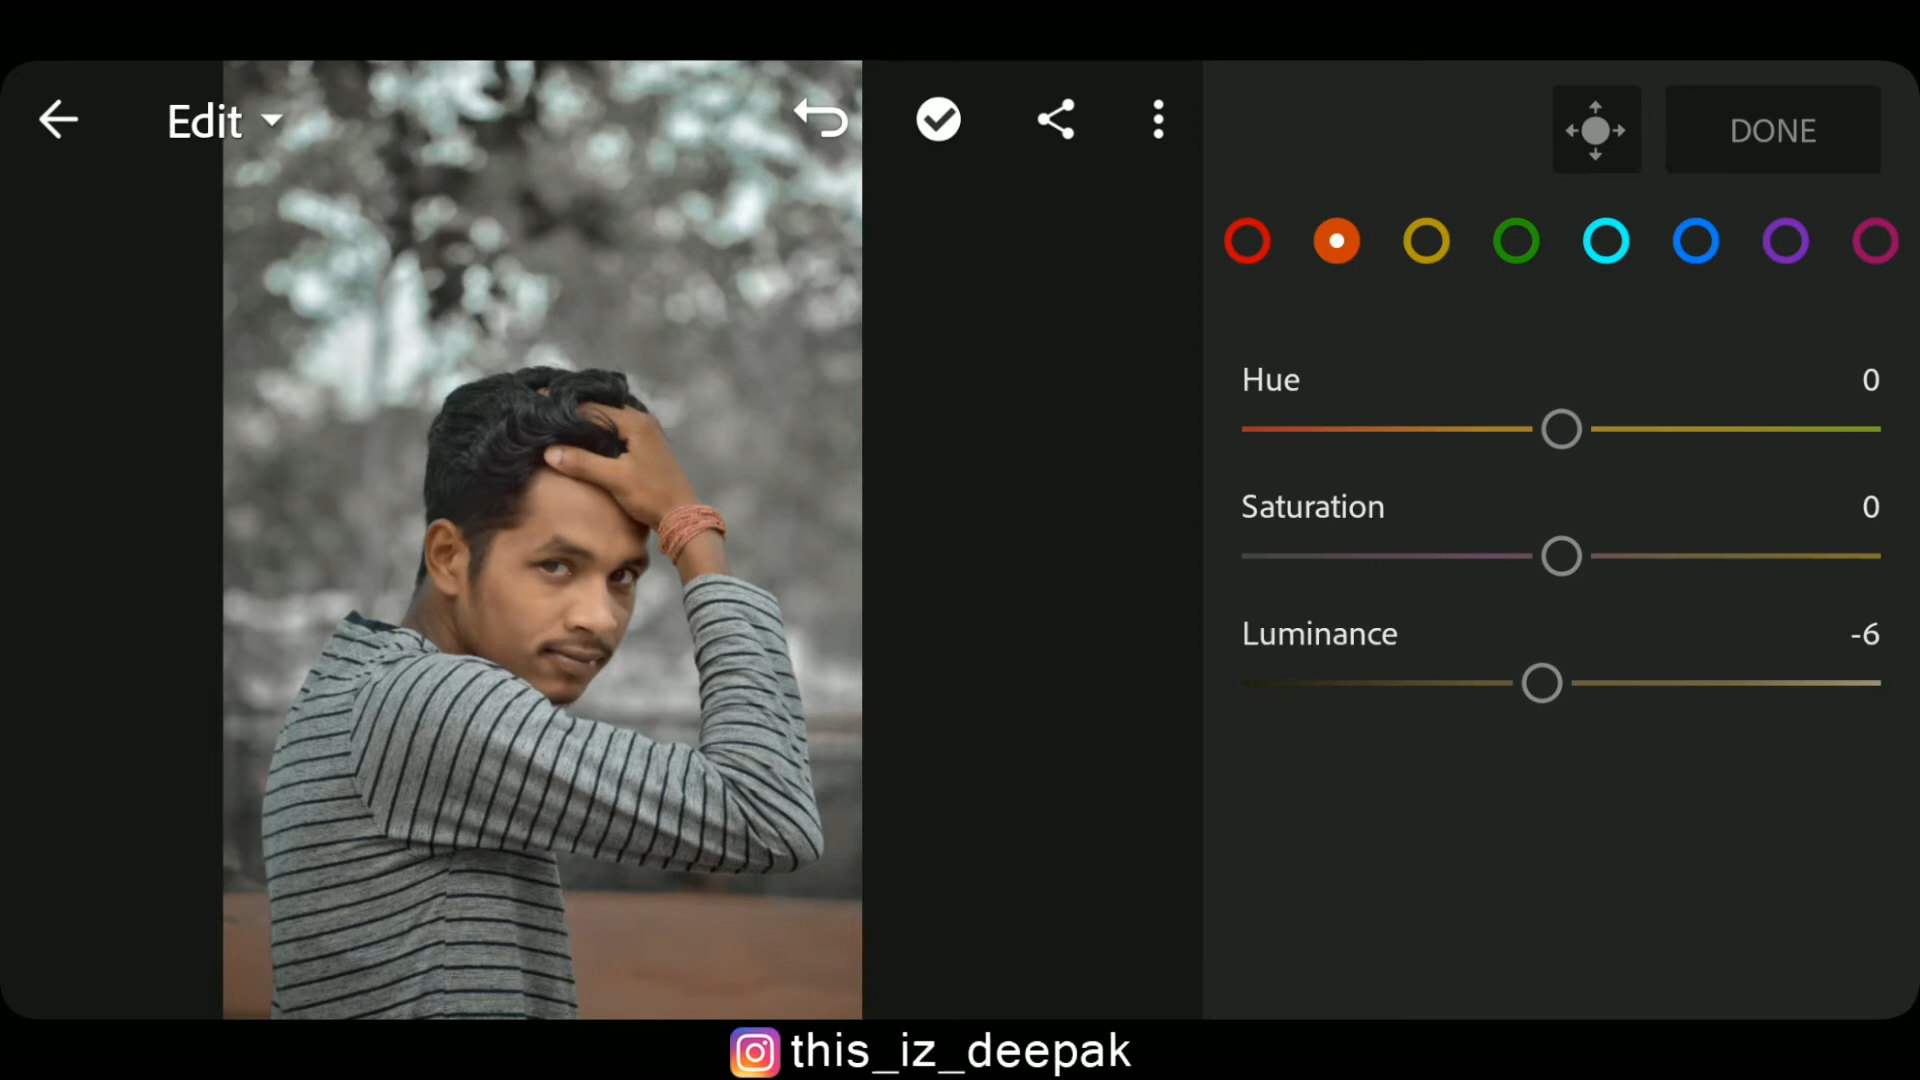 Edit
DONE
Hue 0
Saturation 0
Luminance -6
this_iz_deepak